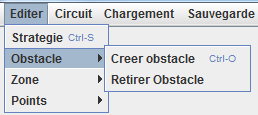 Editer Circuit Chargement Sauvegarde
Strategie Ctrl-S
Obstacle Creer obstacle Ctrl-O
Zone Retirer Obstacle
Points